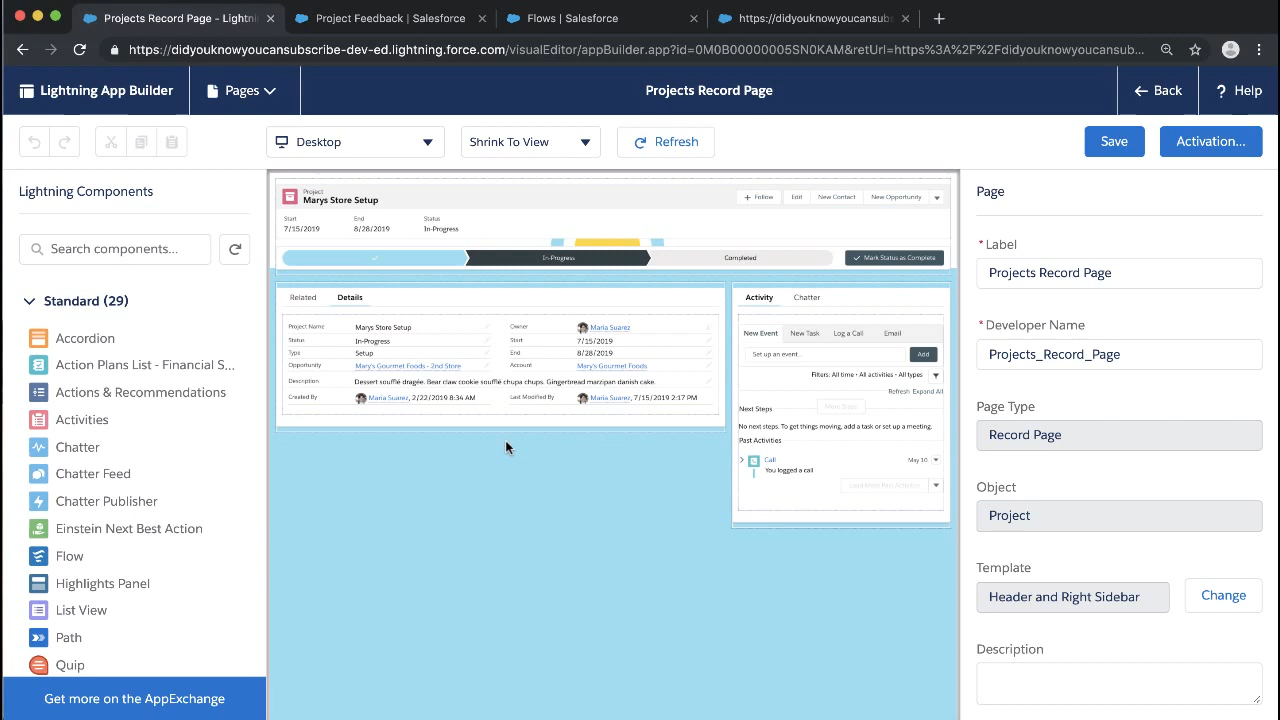 Projects Record Page - Lightni
Project Feedback | Salesforce
Flows | Salesforce
https://didyouknowyoucansubs
https://didyouknowyoucansubscribe-dev-ed.lightning.force.com/visualEditor/appBuilder.app?id=0M0B00000005SN0KAM&retUrl=https%3A%2F%2Fdidyouknowyoucansub...
Lightning App Builder
Pages
Projects Record Page
Back
? Help
Desktop
Shrink To View
Refresh
Save
Activation...
Lightning Components
Search components...
Standard (29)
Accordion
Action Plans List - Financial S...
Actions & Recommendations
Activities
Chatter
Chatter Feed
Chatter Publisher
Einstein Next Best Action
Flow
Highlights Panel
List View
Path
Quip
Get more on the AppExchange
Project
Marys Store Setup
+ Follow
Edit
New Contact
New Opportunity
Start
End
Status
7/15/2019
8/28/2019
In-Progress
In-Progress
Completed
Mark Status as Complete
Related
Details
Project Name
Marys Store Setup
Owner
Maria Suarez
Status
In-Progress
Start
7/15/2019
Type
Setup
End
8/28/2019
Opportunity
Mary's Gourmet Foods - 2nd Store
Account
Mary's Gourmet Foods
Description
Dessert soufflé dragée. Bear claw cookie soufflé chupa chups. Gingerbread marzipan danish cake.
Created By
Maria Suarez, 2/22/2019 8:34 AM
Last Modified By
Maria Suarez, 7/15/2019 2:17 PM
Activity
Chatter
New Event
New Task
Log a Call
Email
Set up an event...
Add
Filters: All time • All activities • All types
Refresh Expand All
Next Steps
More Steps
No next steps. To get things moving, add a task or set up a meeting.
Past Activities
Call
May 10
You logged a call
Load More Past Activities
Page
* Label
Projects Record Page
* Developer Name
Projects_Record_Page
Page Type
Record Page
Object
Project
Template
Header and Right Sidebar
Change
Description